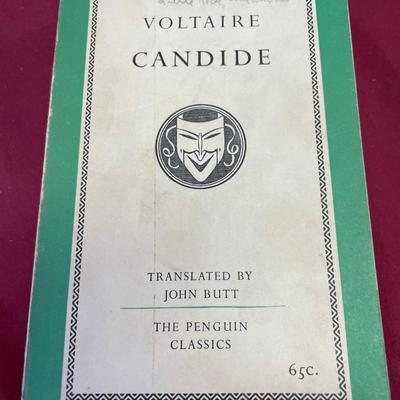 VOLTAIRE
CANDIDE
TRANSLATED BY
JOHN BUTT
THE PENGUIN
CLASSICS
65c.